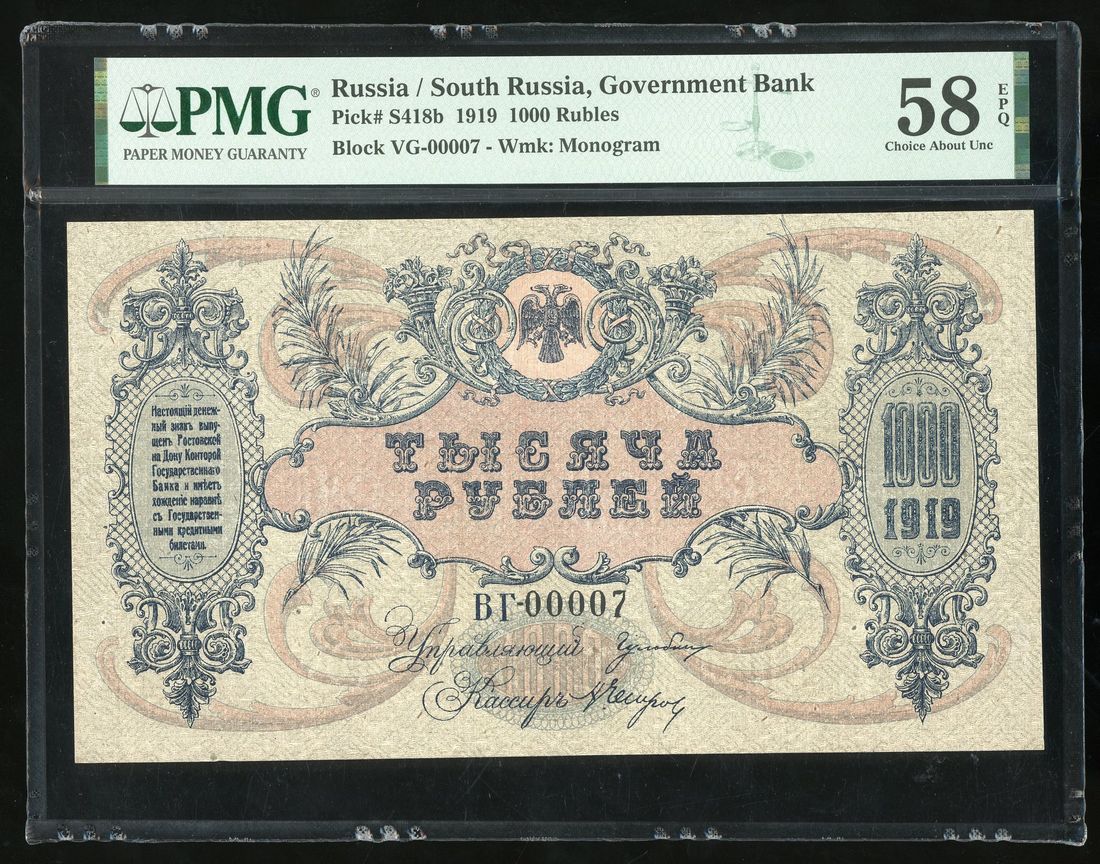 PMG®
PAPER MONEY GUARANTY
Russia / South Russia, Government Bank
Pick# S418b 1919 1000 Rubles
Block VG-00007 - Wmk: Monogram
58
EPQ
Choice About Unc
Настоящій денеж-
ный знакъ выпу-
щенъ Ростовской
на Дону Конторой
Государственнаго
Банка и имѣетъ
хожденіе наравнѣ
съ Государствен-
ными кредитными
билетами.
ТЫСЯЧА
РУБЛЕЙ
1000
1919
ВГ-00007
Управляющій
Кассиръ